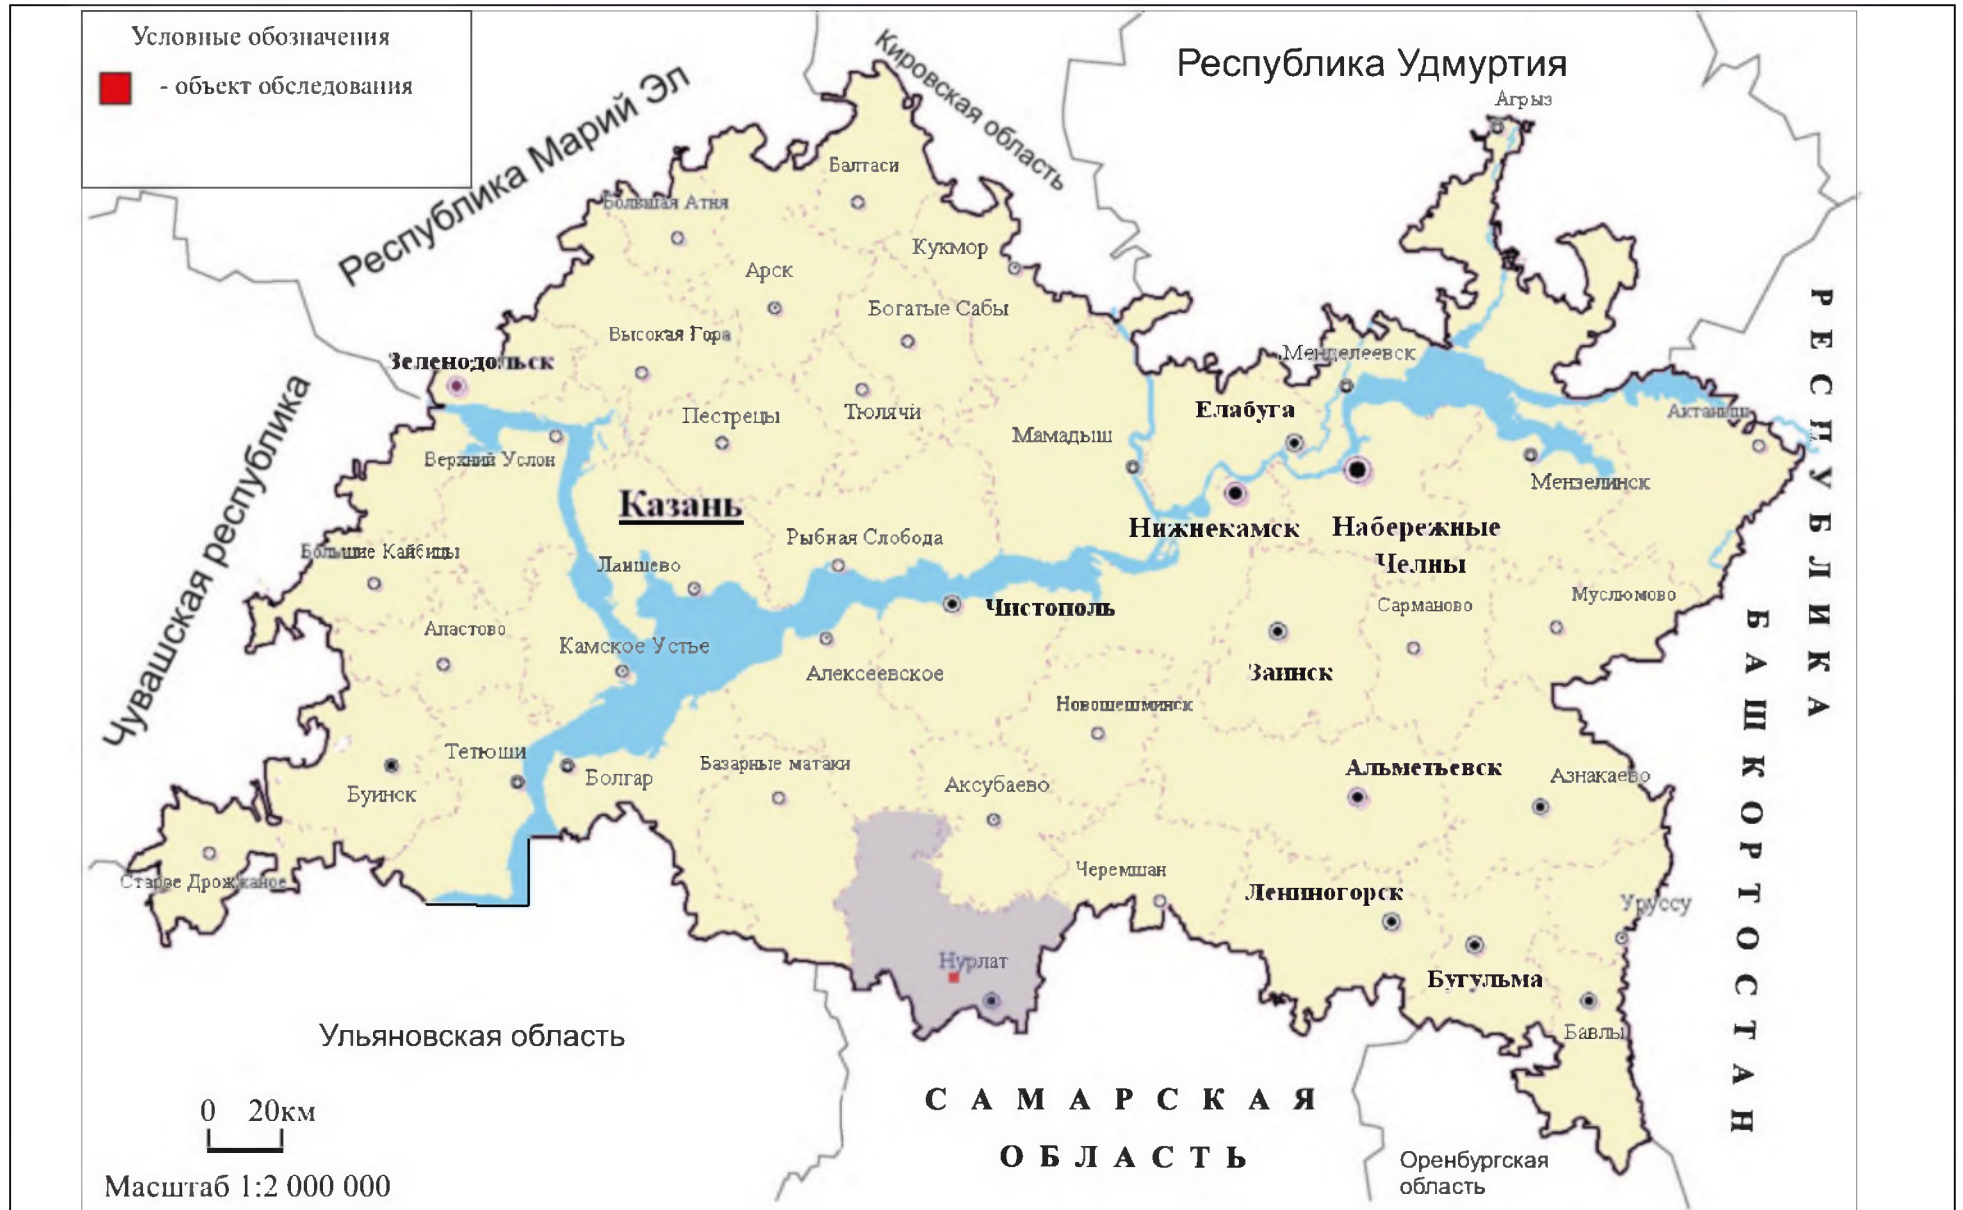 Условные обозначения
- объект обследования
Республика Марий Эл
Кировская область
Республика Удмуртия
Агрыз
Балтаси
Большая Атня
Кукмор
Арск
Богатые Сабы
Высокая Гора
Зеленодольск
Менделеевск
Елабуга
Тюлячи
Пестрецы
Актаныш
Мамадыш
Верхний Услон
Мензелинск
Казань
Нижнекамск
Набережные
Челны
Рыбная Слобода
Большие Кайбицы
Лаишево
Чистополь
Сарманово
Муслюмово
Апастово
Камское Устье
Алексеевское
Заинск
Новошешминск
Чувашская республика
РЕСПУБЛИКА
БАШКОРТОСТАН
Тетюши
Базарные матаки
Альметьевск
Азнакаево
Болгар
Аксубаево
Буинск
Черемшан
Старое Дрожжаное
Лениногорск
Уруссу
Нурлат
Бугульма
Бавлы
Ульяновская область
САМАРСКАЯ
ОБЛАСТЬ
Оренбургская
область
0 20км
Масштаб 1:2 000 000